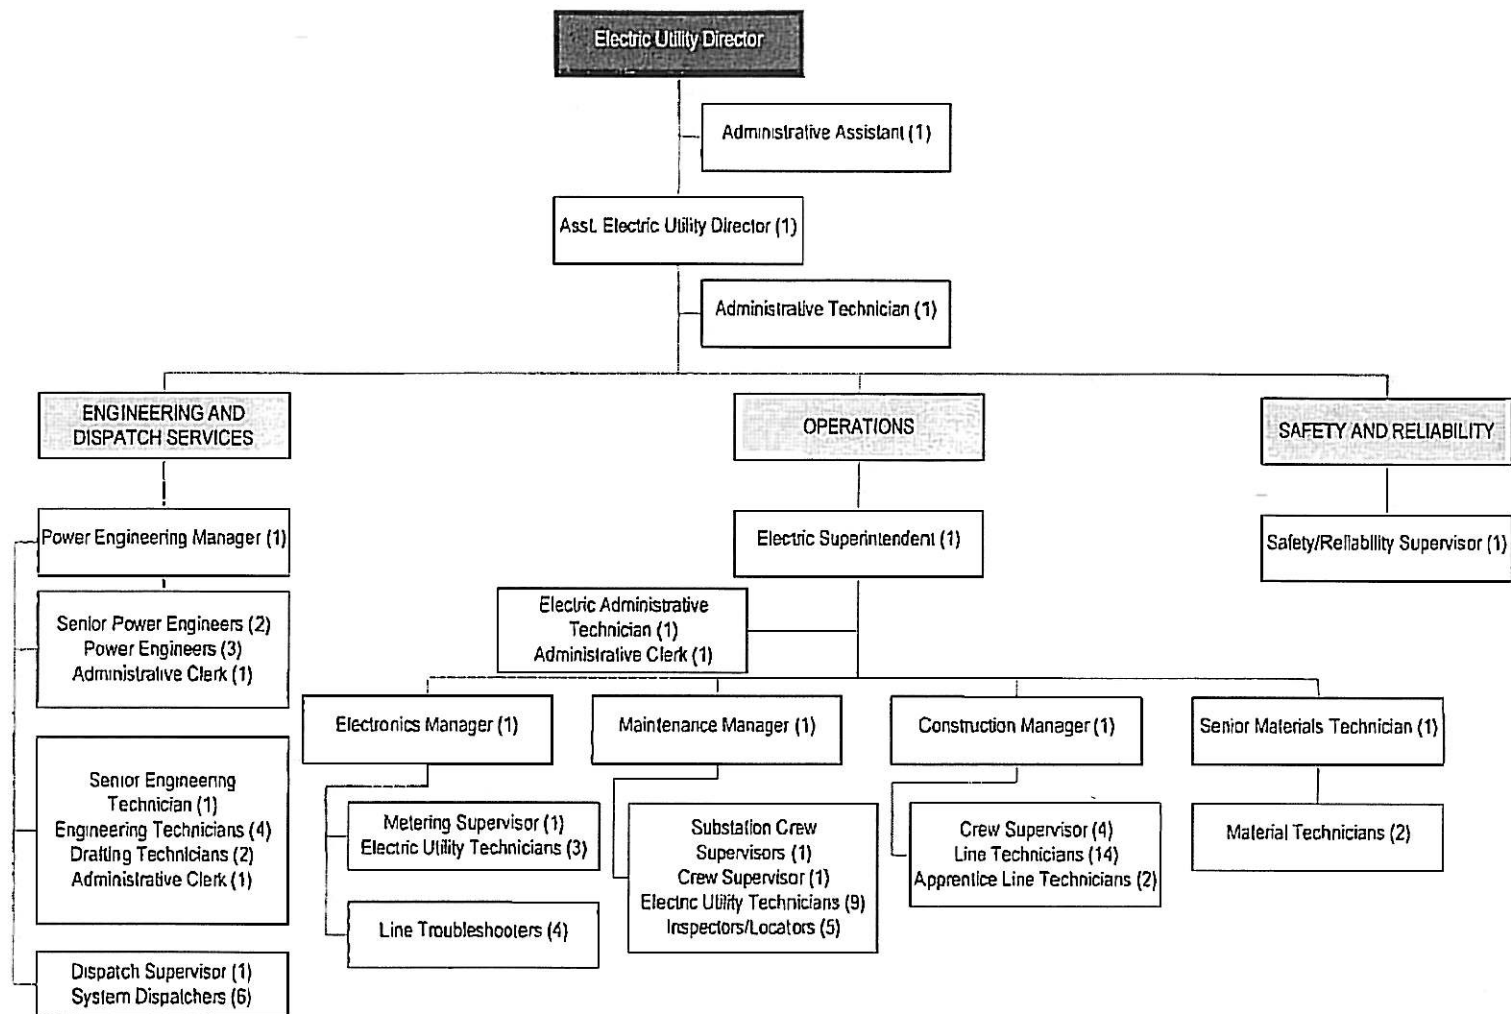 Electric Utility Director
Administrative Assistant (1)
Asst. Electric Utility Director (1)
Administrative Technician (1)
ENGINEERING AND
DISPATCH SERVICES
OPERATIONS
SAFETY AND RELIABILITY
Power Engineering Manager (1)
Electric Superintendent (1)
Safety/Reliability Supervisor (1)
Senior Power Engineers (2)
Power Engineers (3)
Administrative Clerk (1)
Electric Administrative
Technician (1)
Administrative Clerk (1)
Electronics Manager (1)
Maintenance Manager (1)
Construction Manager (1)
Senior Materials Technician (1)
Senior Engineering
Technician (1)
Engineering Technicians (4)
Drafting Technicians (2)
Administrative Clerk (1)
Metering Supervisor (1)
Electric Utility Technicians (3)
Line Troubleshooters (4)
Substation Crew
Supervisors (1)
Crew Supervisor (1)
Electric Utility Technicians (9)
Inspectors/Locators (5)
Crew Supervisor (4)
Line Technicians (14)
Apprentice Line Technicians (2)
Material Technicians (2)
Dispatch Supervisor (1)
System Dispatchers (6)